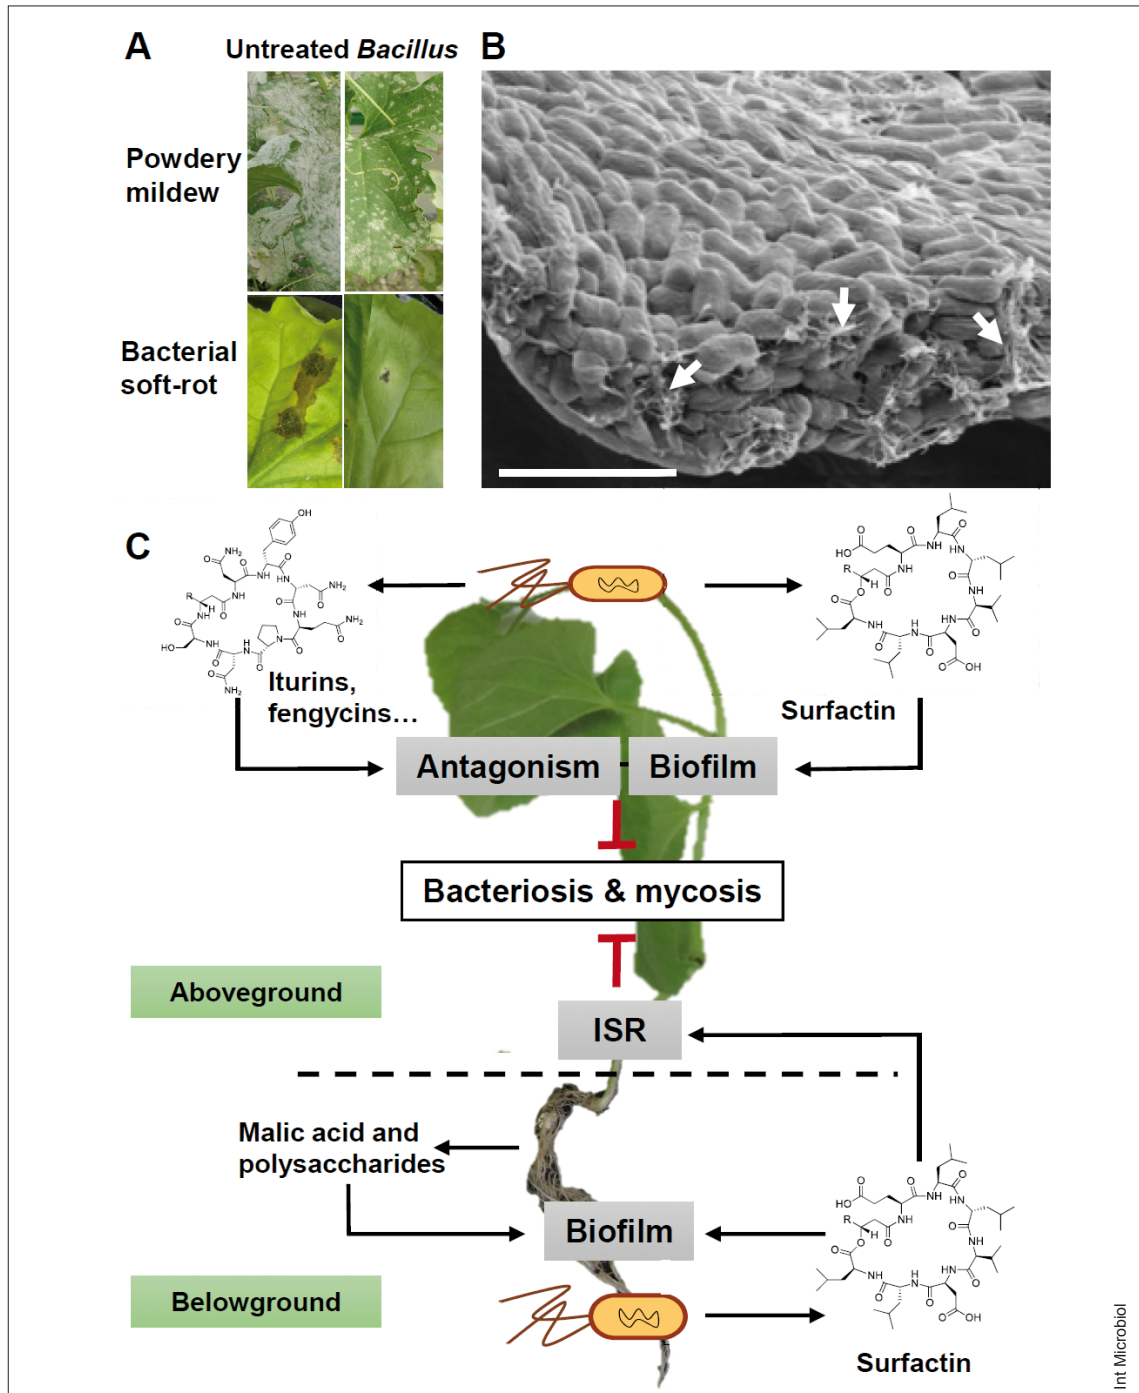 A
Untreated Bacillus
B
Powdery
mildew
Bacterial
soft-rot
C
Iturins,
fengycins…
Surfactin
Antagonism
Biofilm
Bacteriosis & mycosis
Aboveground
ISR
Malic acid and
polysaccharides
Biofilm
Belowground
Surfactin
Int Microbiol